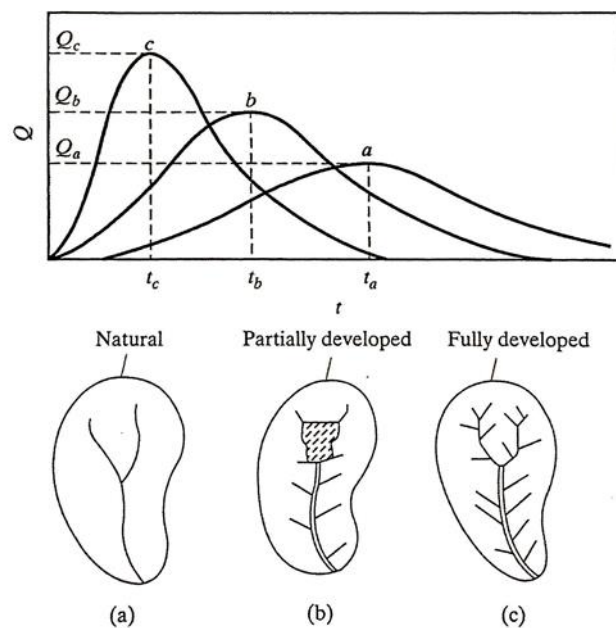 Q_c
c
Q_b
b
Q_a
a
Q
t_c t_b t_a
t
Natural Partially developed Fully developed
(a) (b) (c)